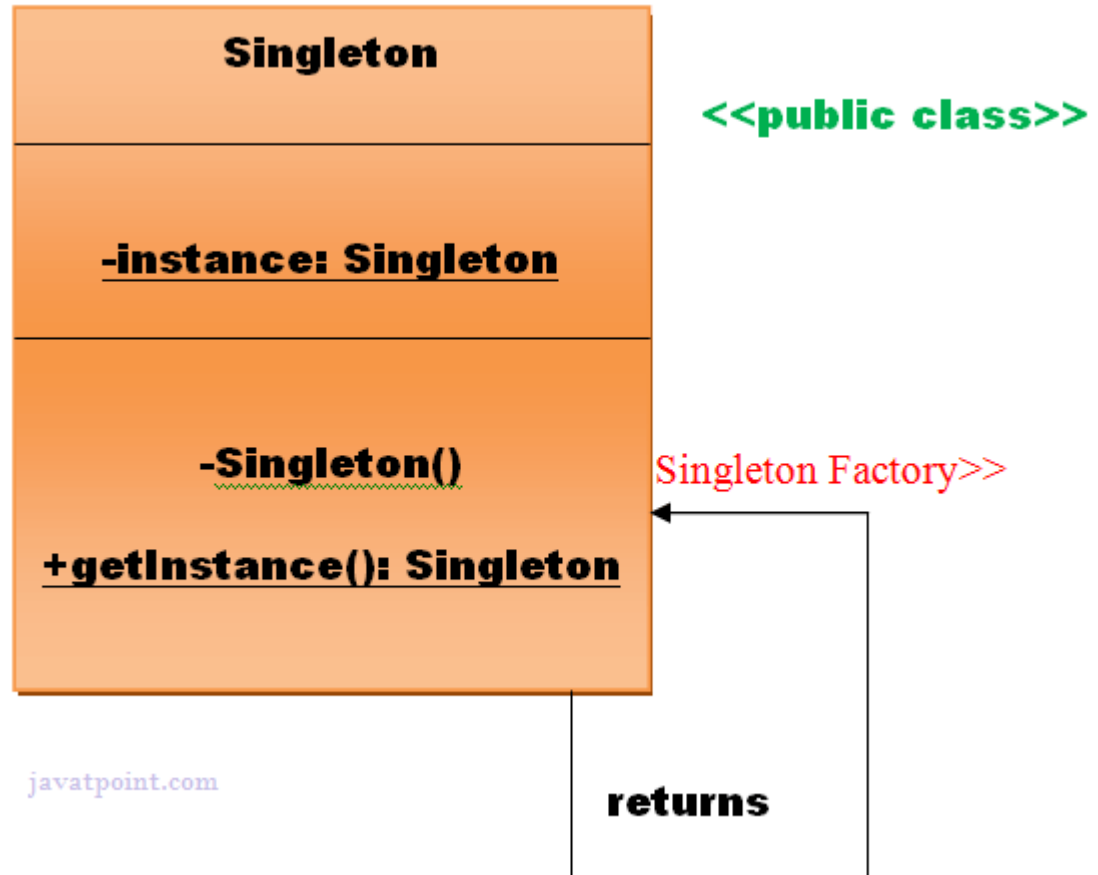 Singleton
<<public class>>
-instance: Singleton
-Singleton()
Singleton Factory>>
+getInstance(): Singleton
javatpoint.com
returns